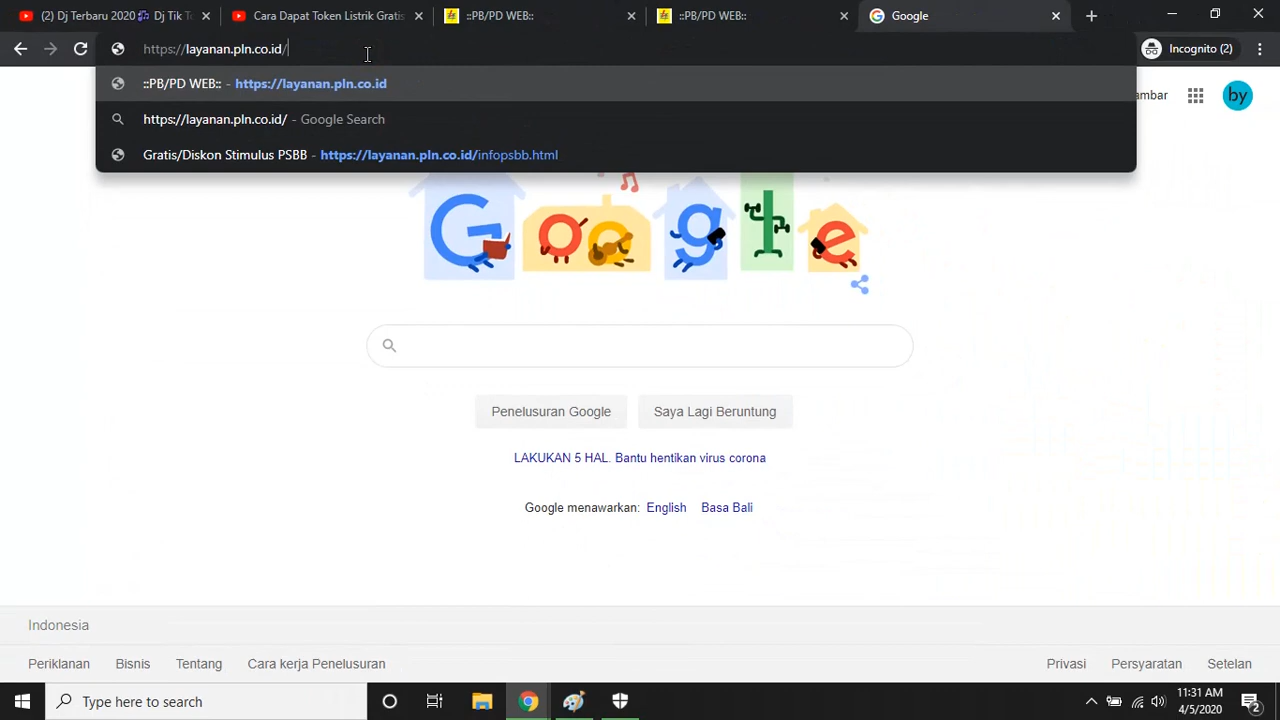 (2) Dj Terbaru 2020 Dj Tik T
Cara Dapat Token Listrik Gratis
::PB/PD WEB::
::PB/PD WEB::
Google
https://layanan.pln.co.id/
Incognito (2)
::PB/PD WEB:: - https://layanan.pln.co.id
https://layanan.pln.co.id/ - Google Search
Gratis/Diskon Stimulus PSBB - https://layanan.pln.co.id/infopsbb.html
ambar
by
Google
Penelusuran Google
Saya Lagi Beruntung
LAKUKAN 5 HAL. Bantu hentikan virus corona
Google menawarkan: English Basa Bali
Indonesia
Periklanan Bisnis Tentang Cara kerja Penelusuran
Privasi Persyaratan Setelan
Type here to search
11:31 AM
4/5/2020
2